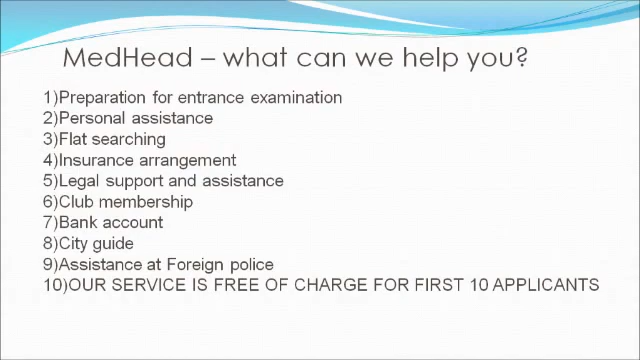 MedHead – what can we help you?
1)Preparation for entrance examination
2)Personal assistance
3)Flat searching
4)Insurance arrangement
5)Legal support and assistance
6)Club membership
7)Bank account
8)City guide
9)Assistance at Foreign police
10)OUR SERVICE IS FREE OF CHARGE FOR FIRST 10 APPLICANTS